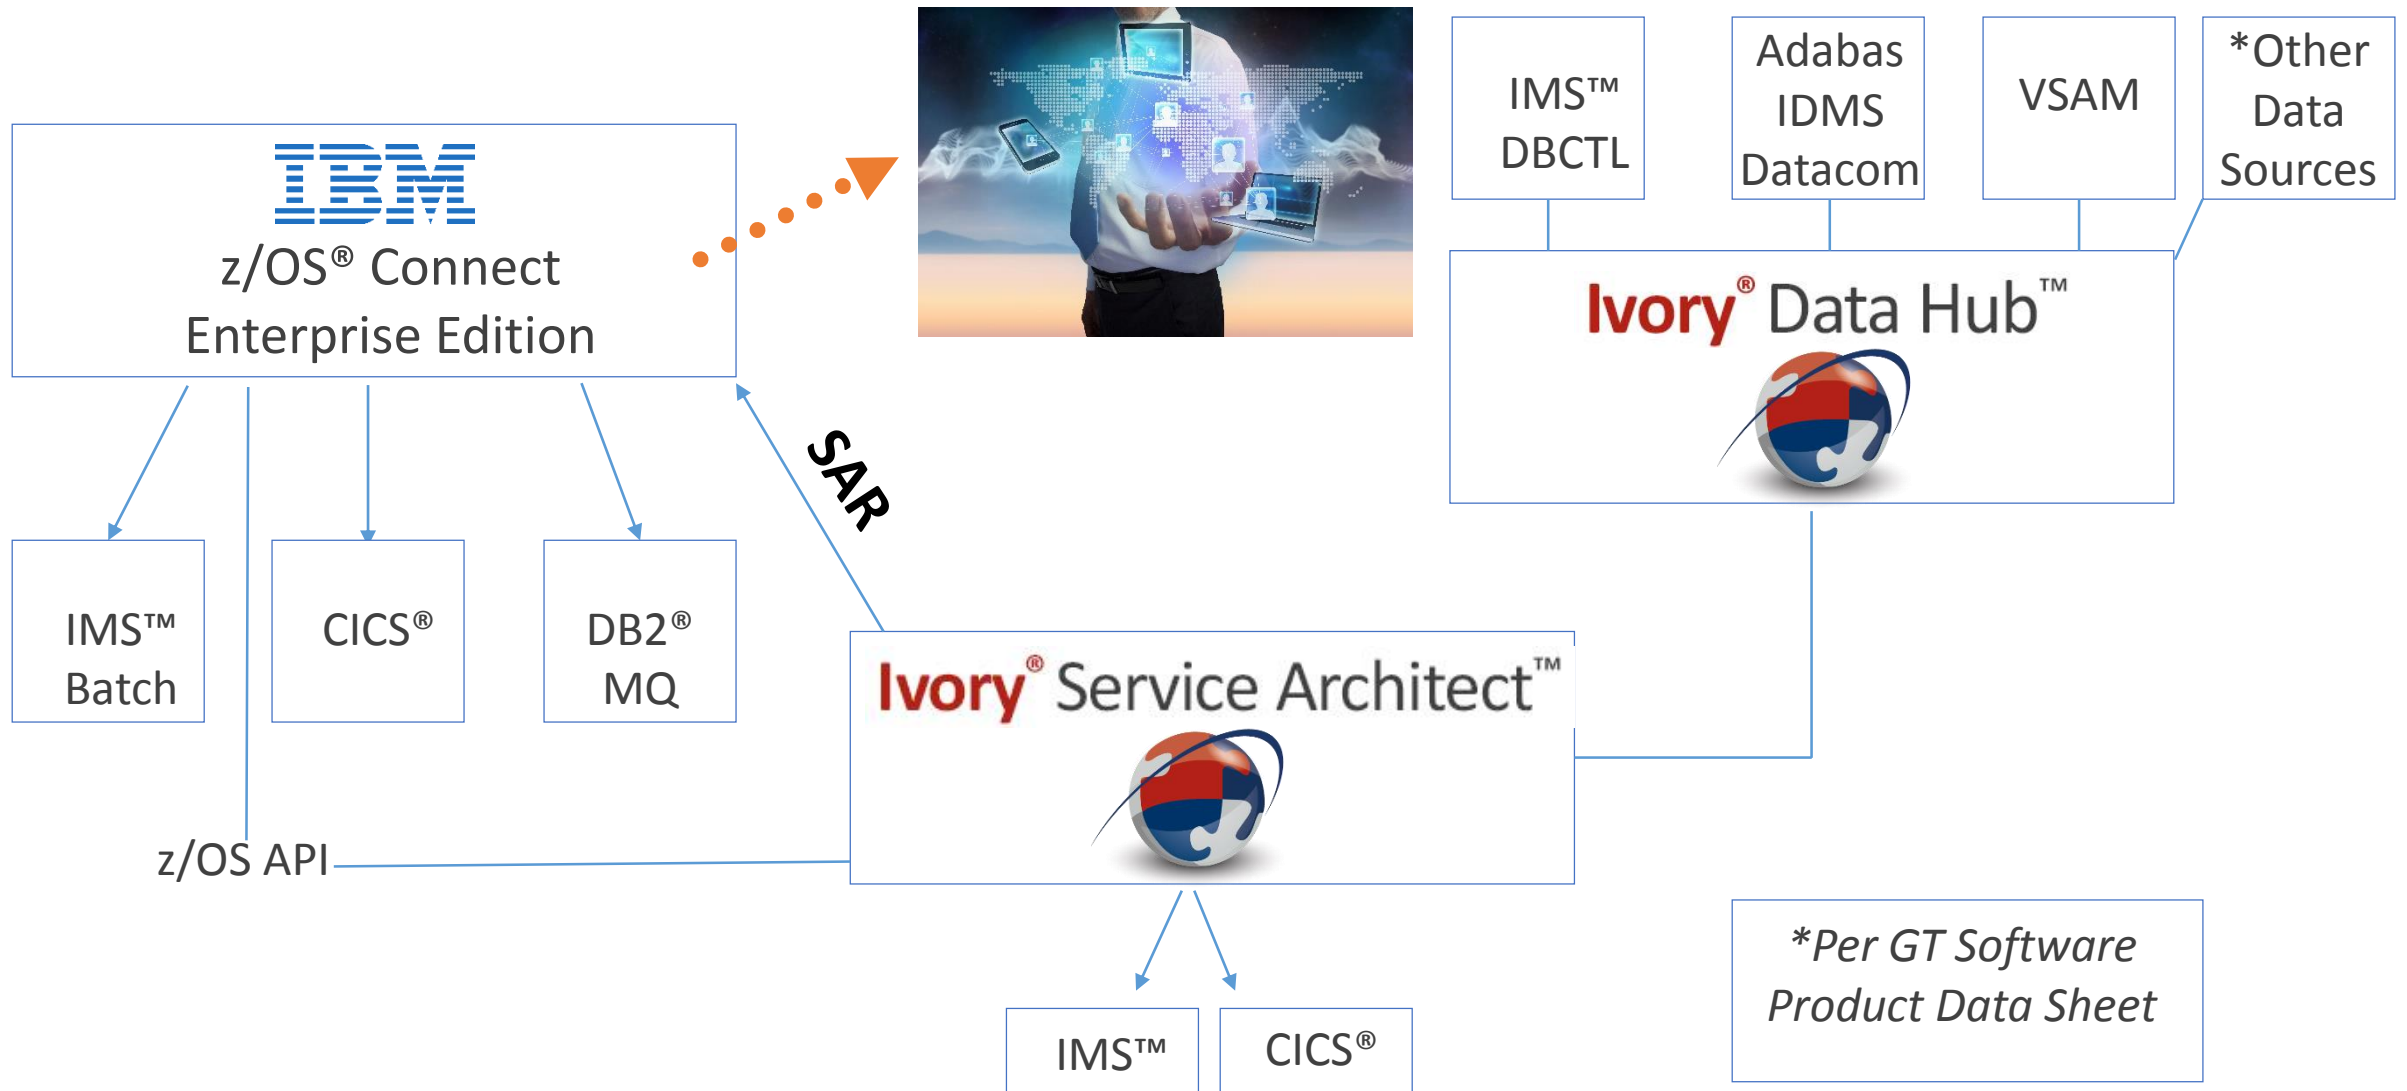 IBM
z/OS® Connect
Enterprise Edition
IMS™
DBCTL
Adabas
IDMS
Datacom
VSAM
*Other
Data
Sources
Ivory® Data Hub™
SAR
IMS™
Batch
CICS®
DB2®
MQ
Ivory® Service Architect™
z/OS API
IMS™
CICS®
*Per GT Software
Product Data Sheet